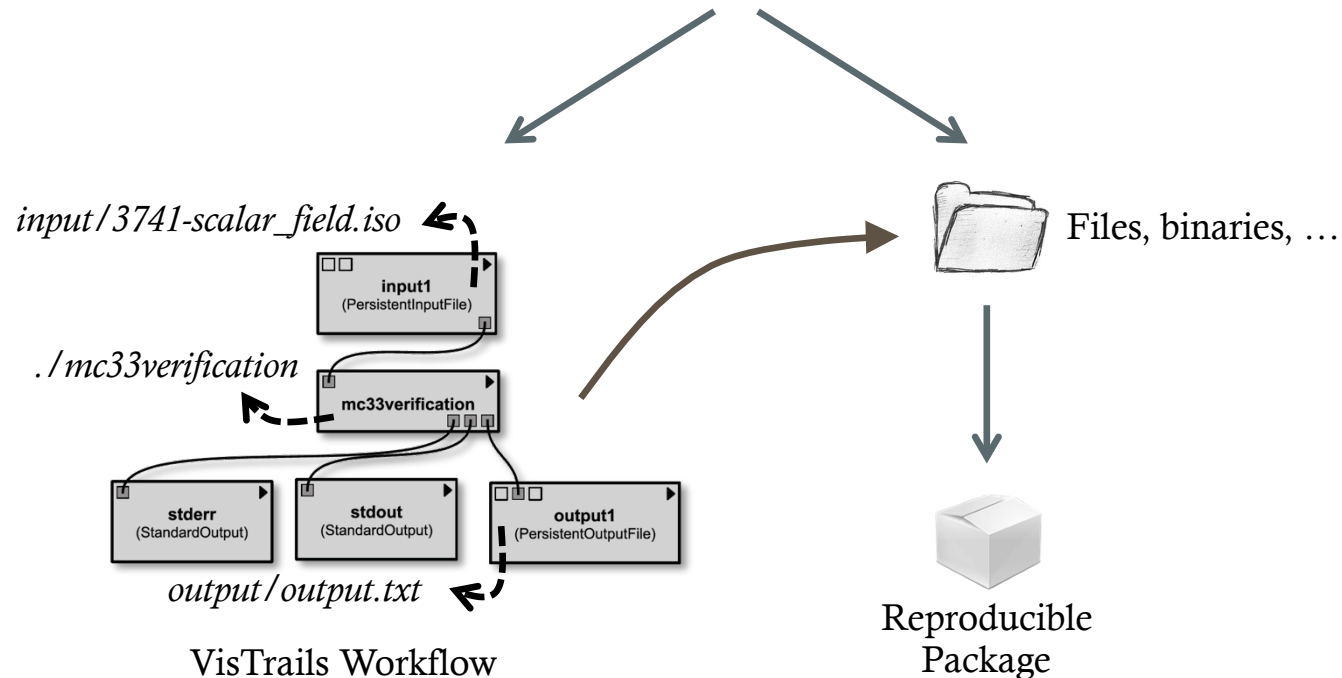 input/3741-scalar_field.iso
input1
(PersistentInputFile)
./mc33verification
mc33verification
stderr
(StandardOutput)
stdout
(StandardOutput)
output1
(PersistentOutputFile)
output/output.txt
VisTrails Workflow
Files, binaries, …
Reproducible
Package